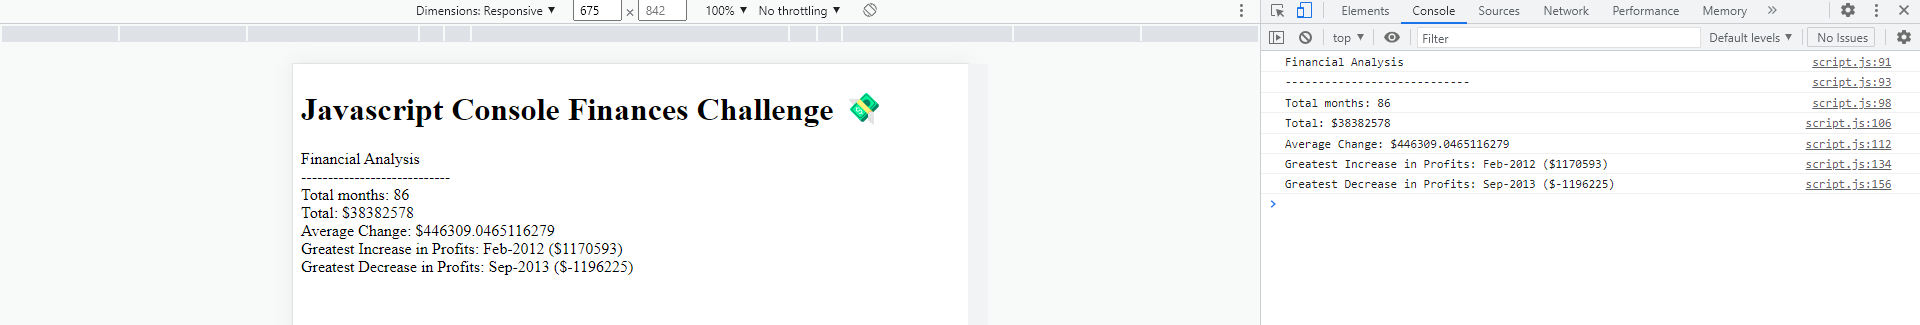 Dimensions: Responsive ▼ 675 × 842 100% ▼ No throttling ▼
Elements Console Sources Network Performance Memory »
top ▼ Filter Default levels ▼ No Issues
Javascript Console Finances Challenge 💸
Financial Analysis
----------------------------
Total months: 86
Total: $38382578
Average Change: $446309.0465116279
Greatest Increase in Profits: Feb-2012 ($1170593)
Greatest Decrease in Profits: Sep-2013 ($-1196225)
Financial Analysis script.js:91
---------------------------- script.js:93
Total months: 86 script.js:98
Total: $38382578 script.js:106
Average Change: $446309.0465116279 script.js:112
Greatest Increase in Profits: Feb-2012 ($1170593) script.js:134
Greatest Decrease in Profits: Sep-2013 ($-1196225) script.js:156